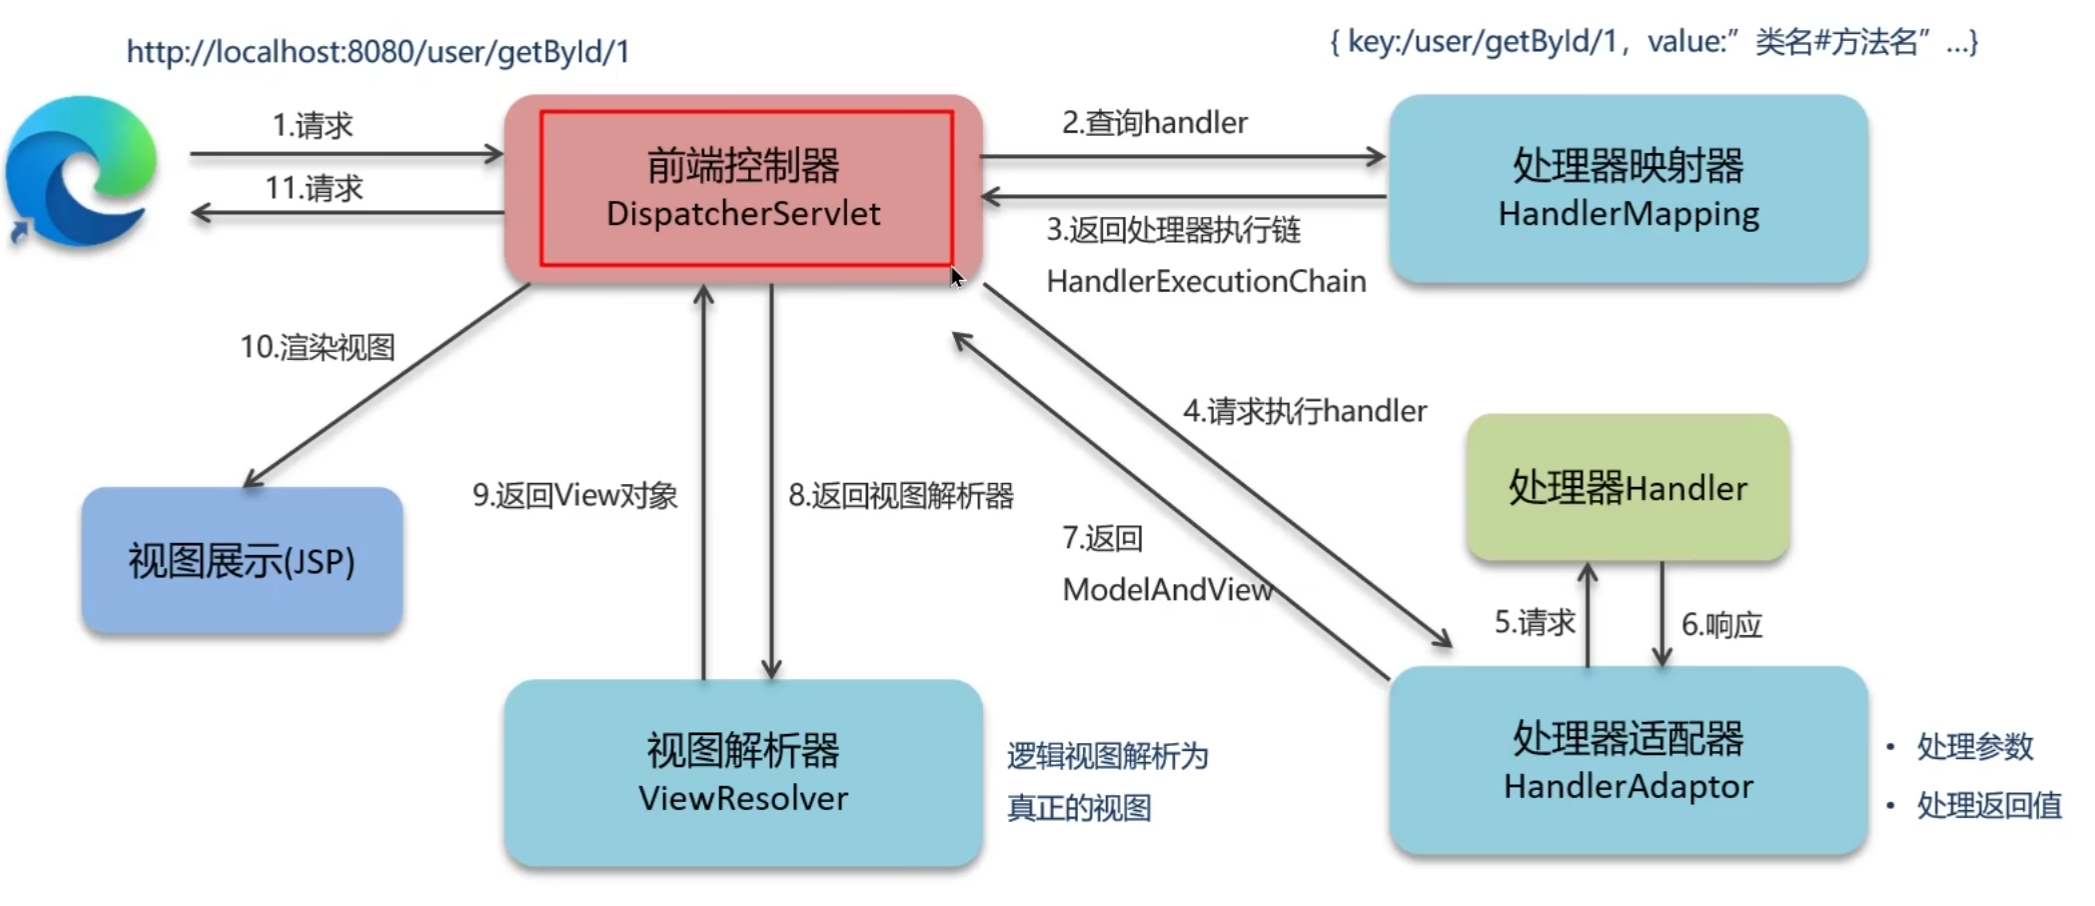 http://localhost:8080/user/getById/1
{ key:/user/getById/1，value:”类名#方法名”...}
1.请求
11.请求
前端控制器
DispatcherServlet
2.查询handler
3.返回处理器执行链
HandlerExecutionChain
处理器映射器
HandlerMapping
10.渲染视图
4.请求执行handler
处理器Handler
9.返回View对象
8.返回视图解析器
7.返回
ModelAndView
视图展示(JSP)
5.请求
6.响应
视图解析器
ViewResolver
逻辑视图解析为
真正的视图
处理器适配器
HandlerAdaptor
• 处理参数
• 处理返回值